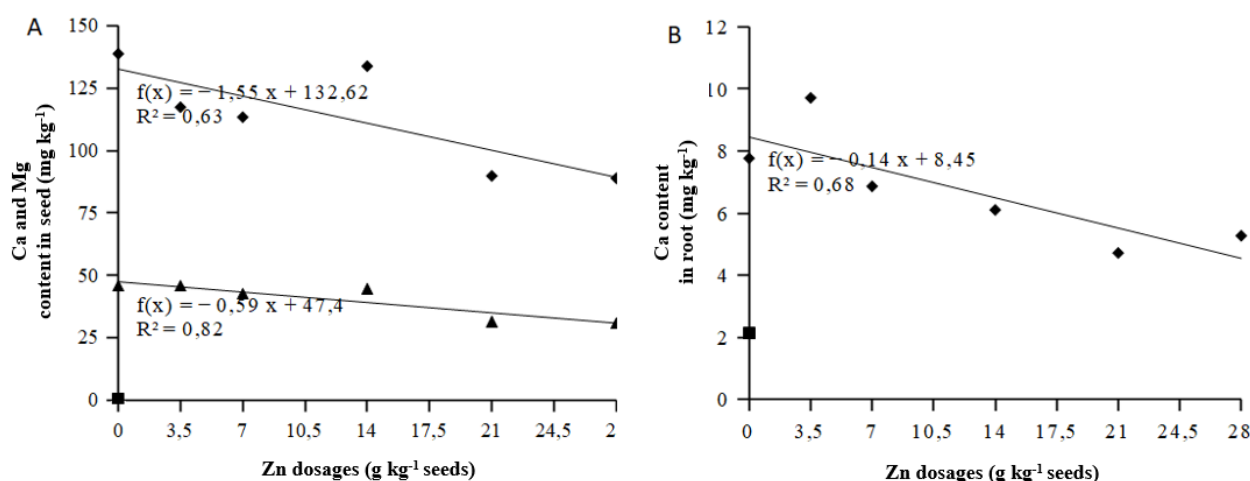 A
Ca and Mg
content in seed (mg kg⁻¹)
150
125
100
75
50
25
0
f(x) = − 1,55 x + 132,62
R² = 0,63
f(x) = − 0,59 x + 47,4
R² = 0,82
0 3,5 7 10,5 14 17,5 21 24,5 2
Zn dosages (g kg⁻¹ seeds)
B
Ca content
in root (mg kg⁻¹)
12
10
8
6
4
2
0
f(x) = − 0,14 x + 8,45
R² = 0,68
0 3,5 7 10,5 14 17,5 21 24,5 28
Zn dosages (g kg⁻¹ seeds)